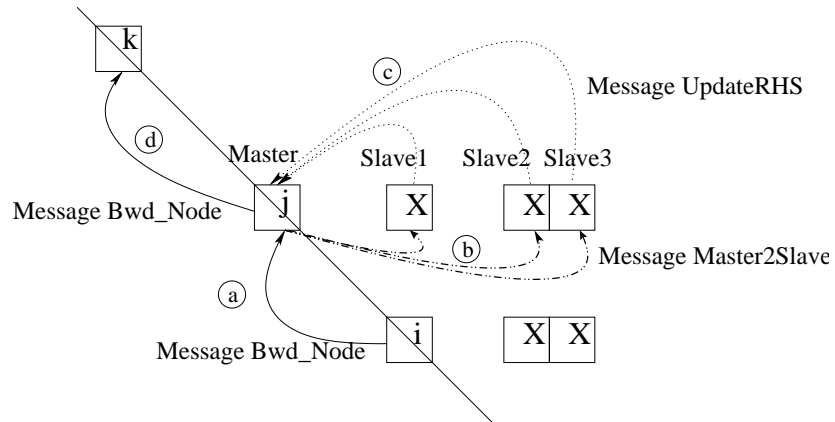 k
c
Message UpdateRHS
d
Master
Slave1
Slave2
Slave3
j
X
X
X
Message Bwd_Node
b
Message Master2Slave
a
i
X
X
Message Bwd_Node